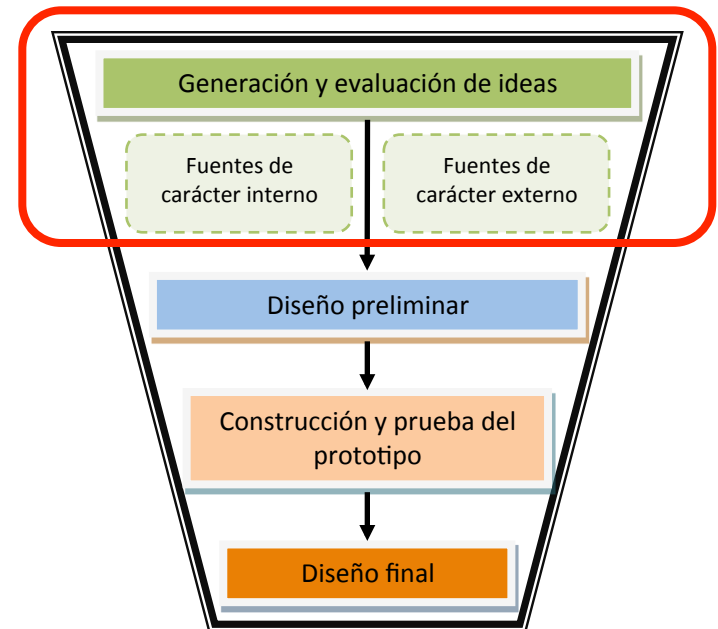 Generación y evaluación de ideas
Fuentes de
carácter interno
Fuentes de
carácter externo
Diseño preliminar
Construcción y prueba del
prototipo
Diseño final